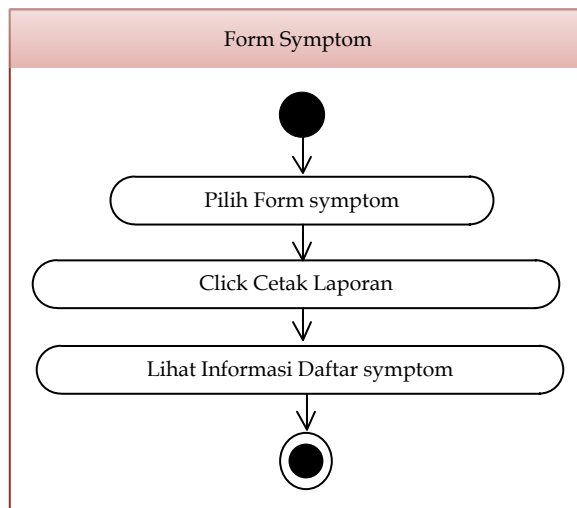 Form Symptom
Pilih Form symptom
Click Cetak Laporan
Lihat Informasi Daftar symptom